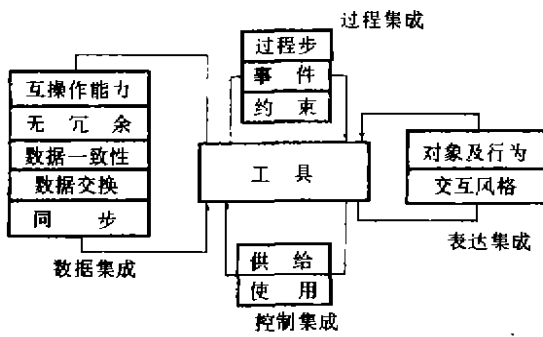 过程集成
过程步
事件
约束
互操作能力
无冗余
数据一致性
数据交换
同步
数据集成
工具
对象及行为
交互风格
表达集成
供给
使用
控制集成